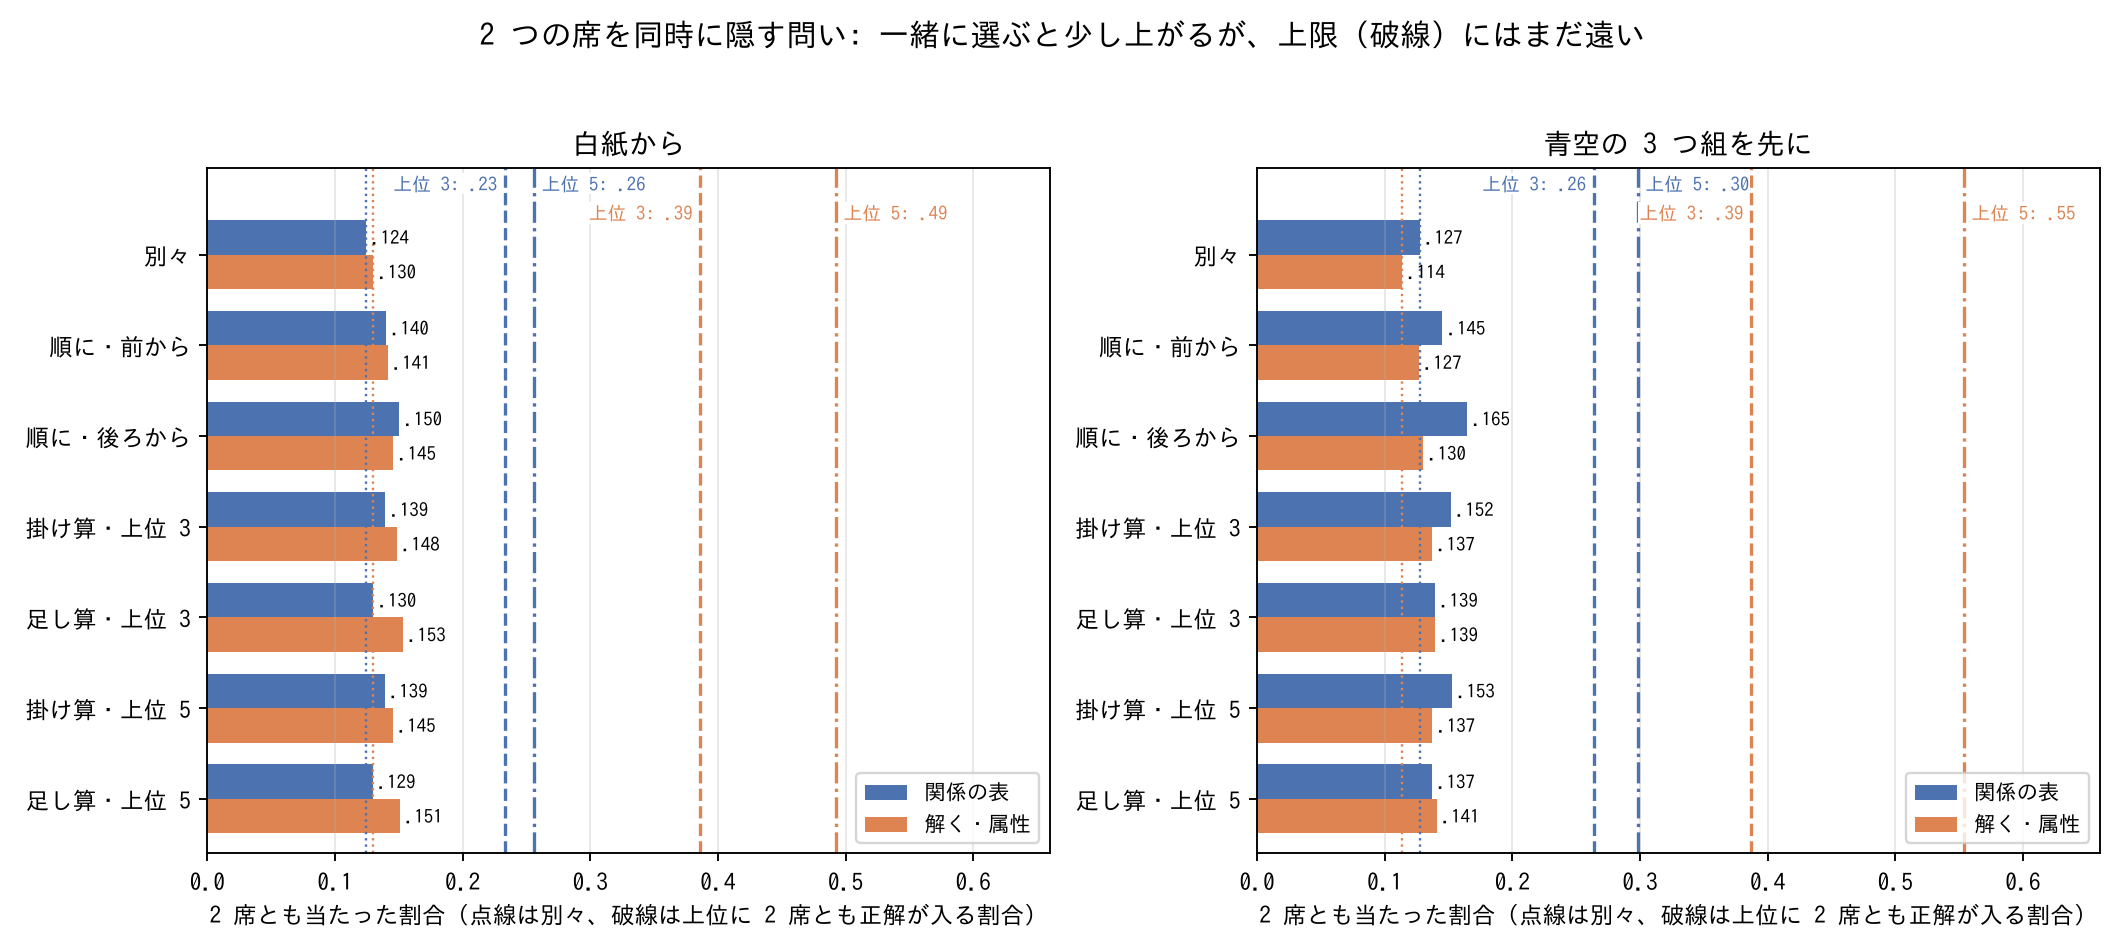 2 つの席を同時に隠す問い: 一緒に選ぶと少し上がるが、上限（破線）にはまだ遠い
白紙から
上位 3: .23
上位 5: .26
上位 3: .39
上位 5: .49
別々
.124
.130
順に・前から
.140
.141
順に・後ろから
.150
.145
掛け算・上位 3
.139
.148
足し算・上位 3
.130
.153
掛け算・上位 5
.139
.145
足し算・上位 5
.129
.151
関係の表
解く・属性
0.0 0.1 0.2 0.3 0.4 0.5 0.6
2 席とも当たった割合（点線は別々、破線は上位に 2 席とも正解が入る割合）
青空の 3 つ組を先に
上位 3: .26
上位 5: .30
上位 3: .39
上位 5: .55
別々
.127
.114
順に・前から
.145
.127
順に・後ろから
.165
.130
掛け算・上位 3
.152
.137
足し算・上位 3
.139
.139
掛け算・上位 5
.153
.137
足し算・上位 5
.137
.141
関係の表
解く・属性
0.0 0.1 0.2 0.3 0.4 0.5 0.6
2 席とも当たった割合（点線は別々、破線は上位に 2 席とも正解が入る割合）